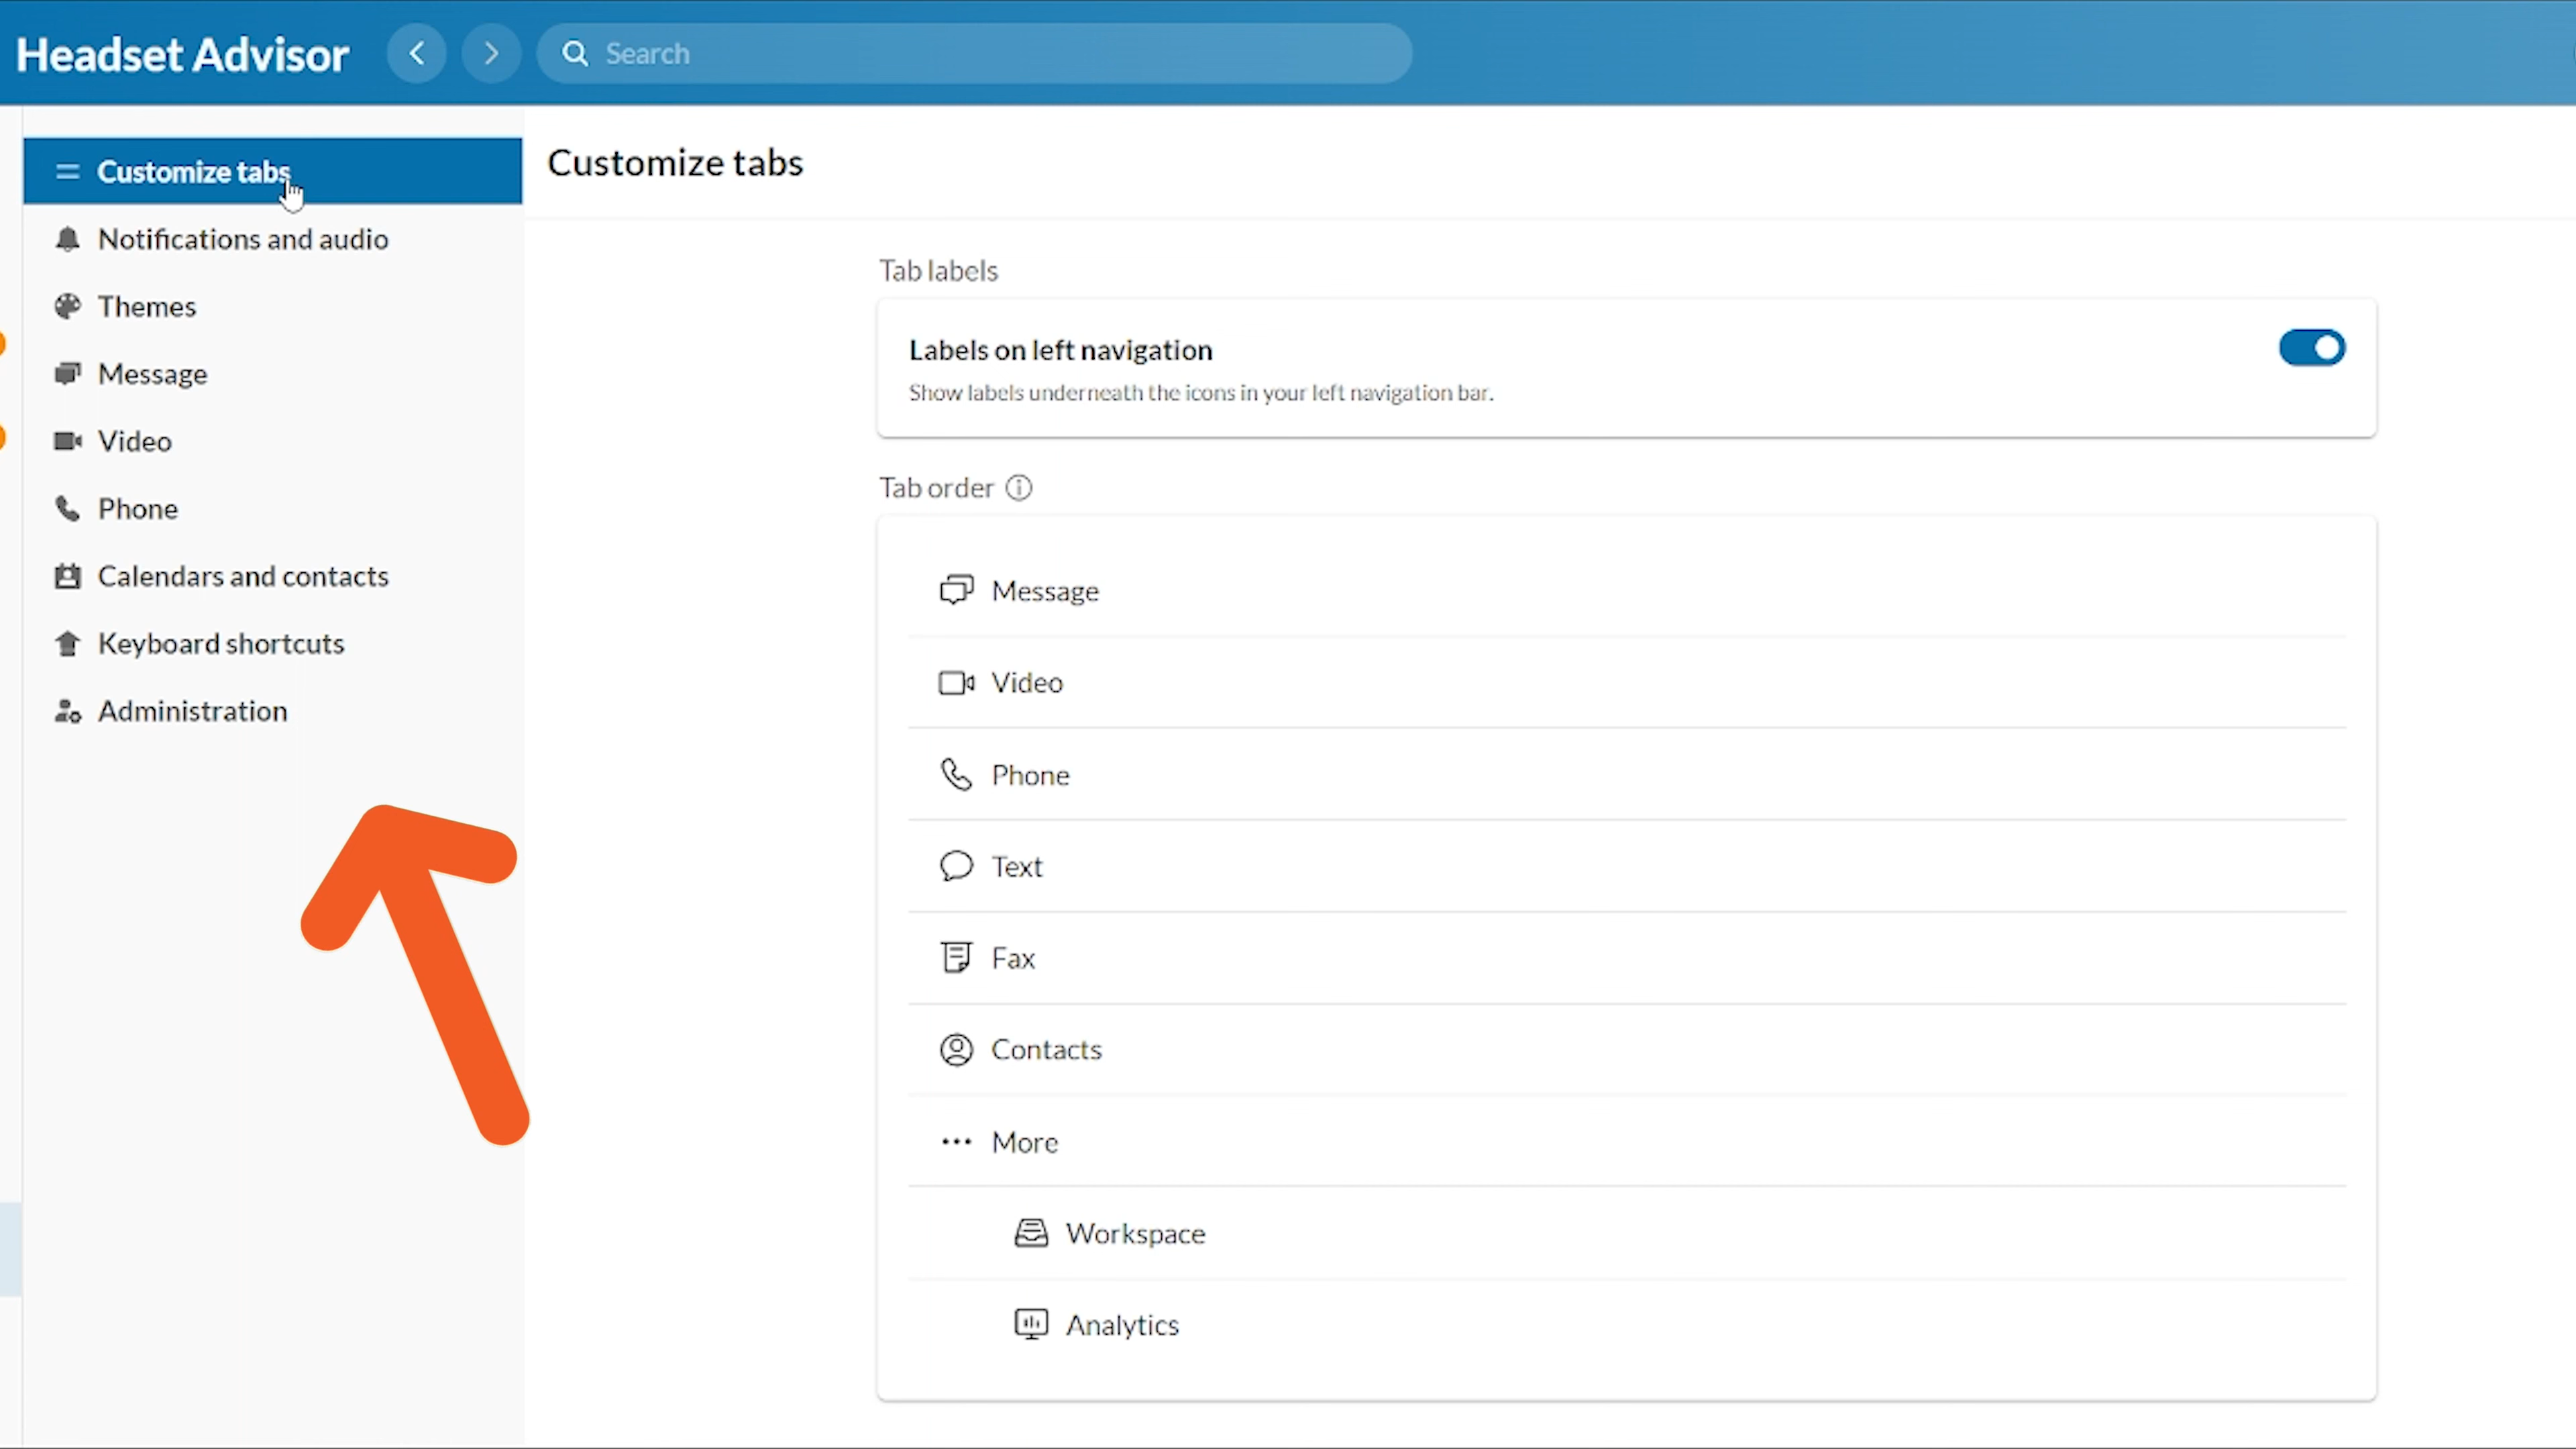 Headset Advisor
Search
Customize tabs
Notifications and audio
Themes
Message
Video
Phone
Calendars and contacts
Keyboard shortcuts
Administration
Customize tabs
Tab labels
Labels on left navigation
Show labels underneath the icons in your left navigation bar.
Tab order
Message
Video
Phone
Text
Fax
Contacts
More
Workspace
Analytics